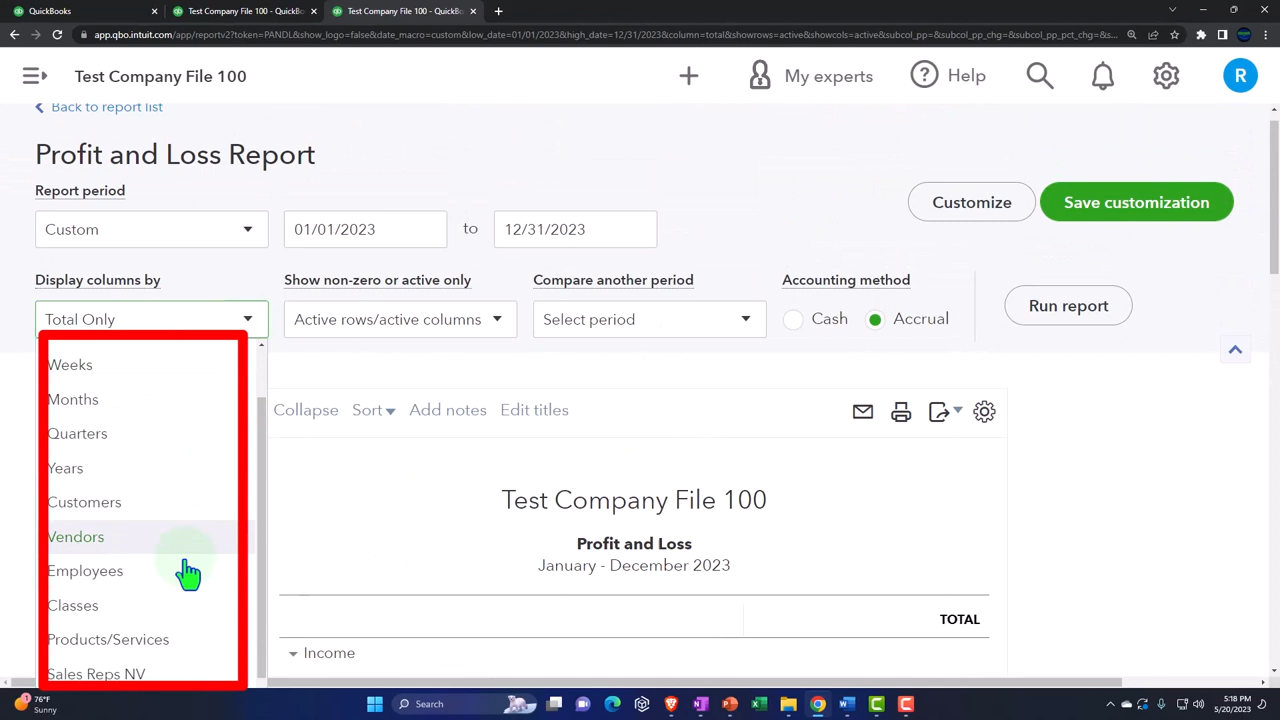 QuickBooks
Test Company File 100 - QuickBo
Test Company File 100 - QuickBo
app.qbo.intuit.com/app/reportv2?token=PANDL&show_logo=false&date_macro=custom&low_date=01/01/2023&high_date=12/31/2023&column=total&showrows=active&showcols=active&subcol_pp=&subcol_pp_chg=&subcol_pp_pct_chg=&s...
Test Company File 100
My experts
Help
R
Back to report list
Profit and Loss Report
Report period
Customize
Save customization
Custom
01/01/2023
to
12/31/2023
Display columns by
Show non-zero or active only
Compare another period
Accounting method
Total Only
Active rows/active columns
Select period
Cash
Accrual
Run report
Weeks
Months
Quarters
Years
Customers
Vendors
Employees
Classes
Products/Services
Sales Reps NV
Collapse
Sort
Add notes
Edit titles
Test Company File 100
Profit and Loss
January - December 2023
TOTAL
Income
76°F
Sunny
Search
5:18 PM
5/20/2023